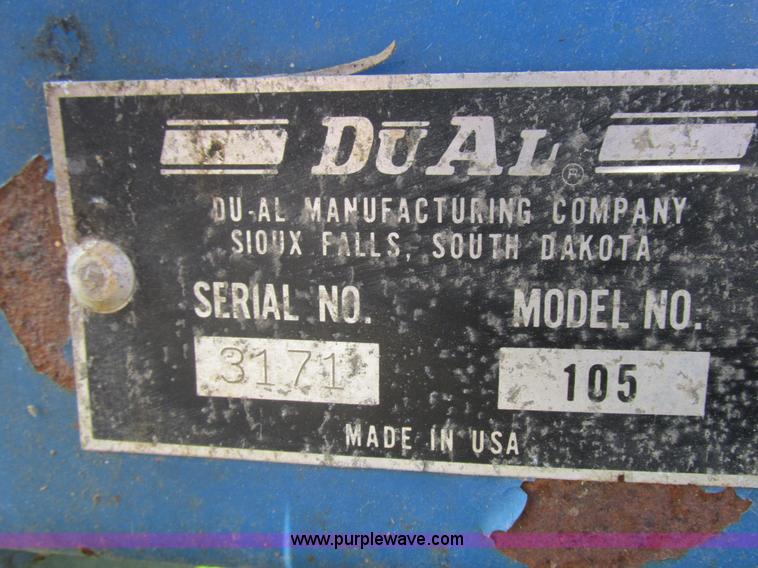 DUAL ®
DU-AL MANUFACTURING COMPANY
SIOUX FALLS, SOUTH DAKOTA
SERIAL NO. MODEL NO.
3171 105
MADE IN USA
www.purplewave.com